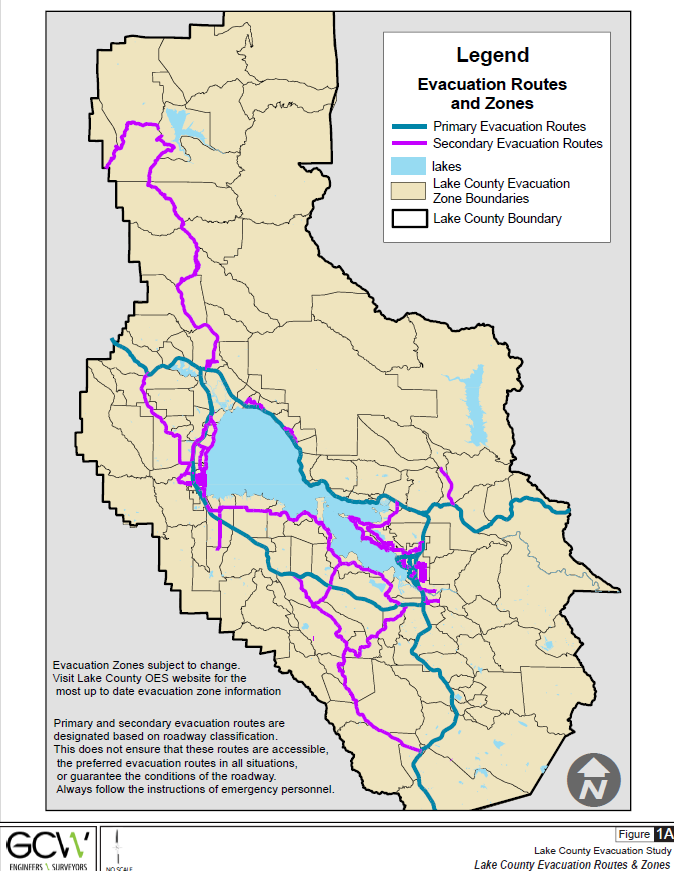 Legend
Evacuation Routes
and Zones
Primary Evacuation Routes
Secondary Evacuation Routes
lakes
Lake County Evacuation
Zone Boundaries
Lake County Boundary
Evacuation Zones subject to change.
Visit Lake County OES website for the
most up to date evacuation zone information
Primary and secondary evacuation routes are
designated based on roadway classification.
This does not ensure that these routes are accessible,
the preferred evacuation routes in all situations,
or guarantee the conditions of the roadway.
Always follow the instructions of emergency personnel.
N
GCW
ENGINEERS \ SURVEYORS
NO SCALE
Figure 1A
Lake County Evacuation Study
Lake County Evacuation Routes & Zones